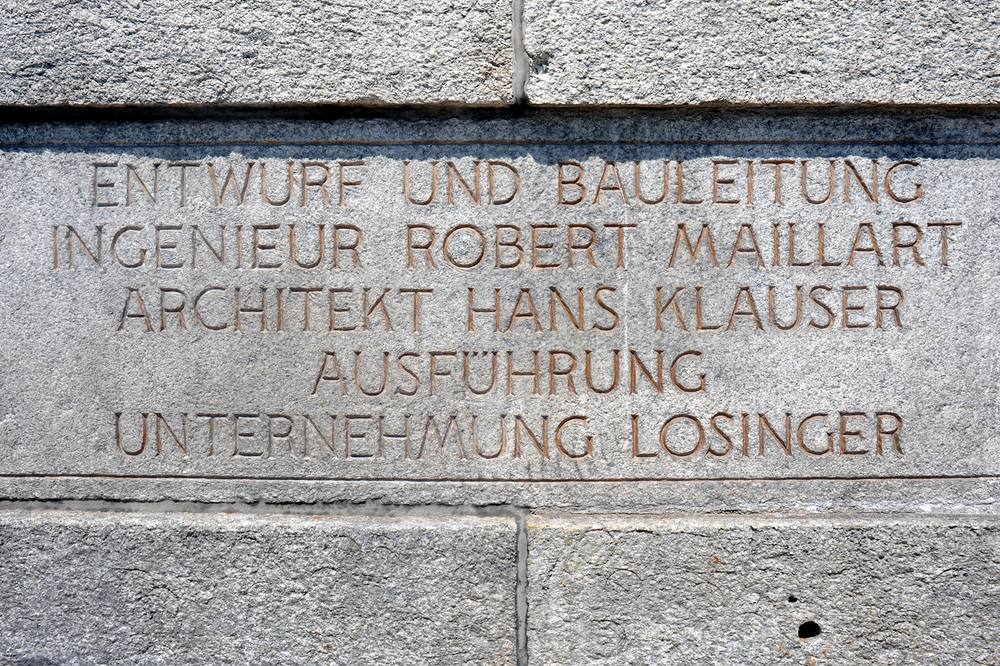 ENTWURF UND BAULEITUNG
INGENIEUR ROBERT MAILLART
ARCHITEKT HANS KLAUSER
AUSFÜHRUNG
UNTERNEHMUNG LOSINGER